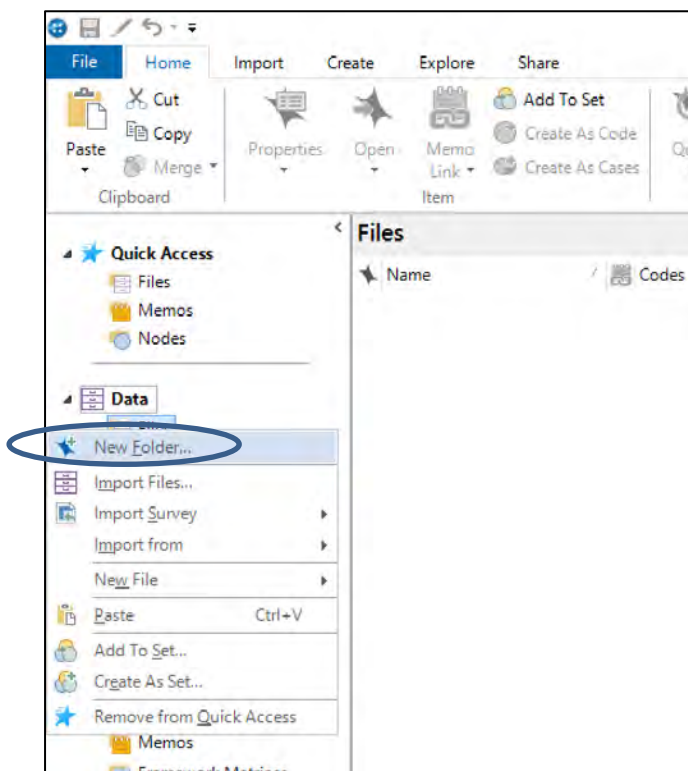 File Home Import Create Explore Share
Cut
Copy
Paste
Merge
Clipboard
Properties
Open
Memo
Link
Add To Set
Create As Code
Create As Cases
Item
Quick Access
Files
Memos
Nodes
Data
New Folder...
Import Files...
Import Survey
Import from
New File
Paste Ctrl+V
Add To Set...
Create As Set...
Remove from Quick Access
Memos
Files
Name Codes